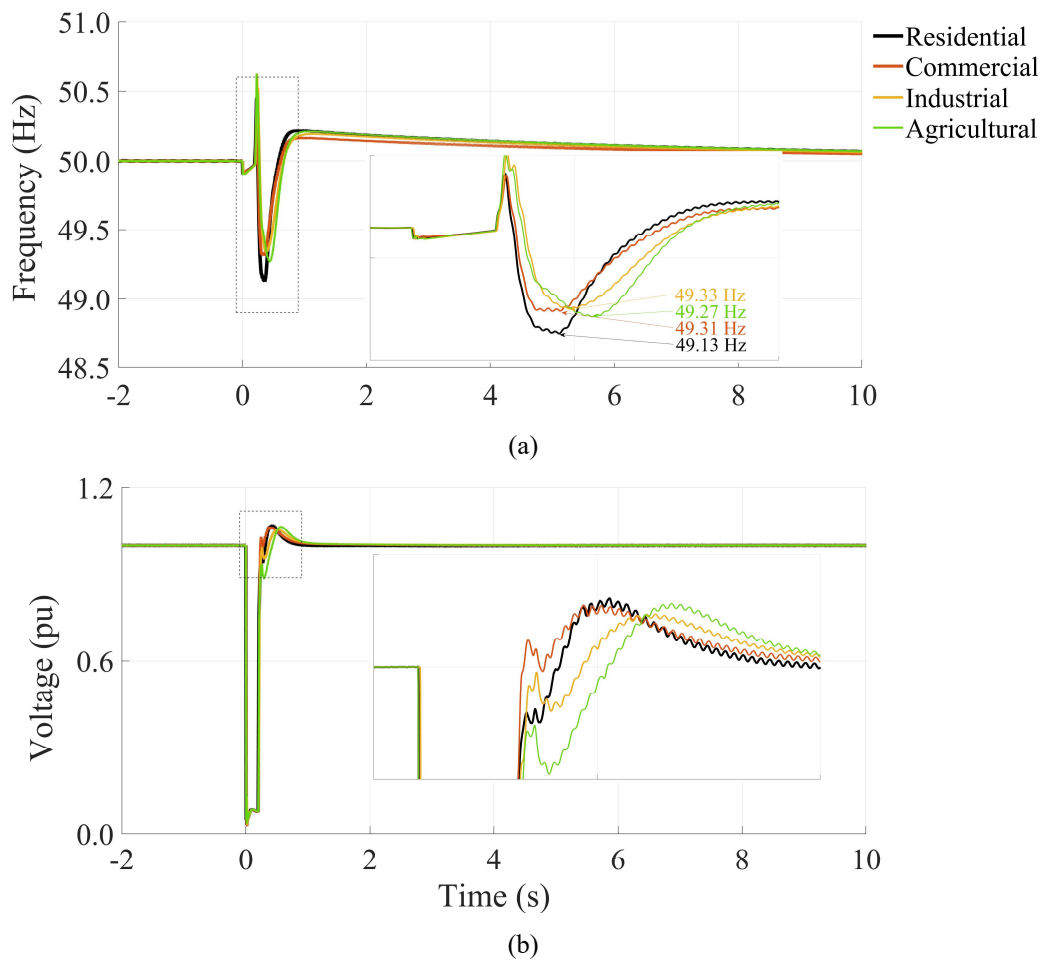 51.0
50.5
50.0
49.5
49.0
48.5
Frequency (Hz)
Residential
Commercial
Industrial
Agricultural
49.33 Hz
49.27 Hz
49.31 Hz
49.13 Hz
-2 0 2 4 6 8 10
(a)
1.2
0.6
0.0
Voltage (pu)
-2 0 2 4 6 8 10
Time (s)
(b)